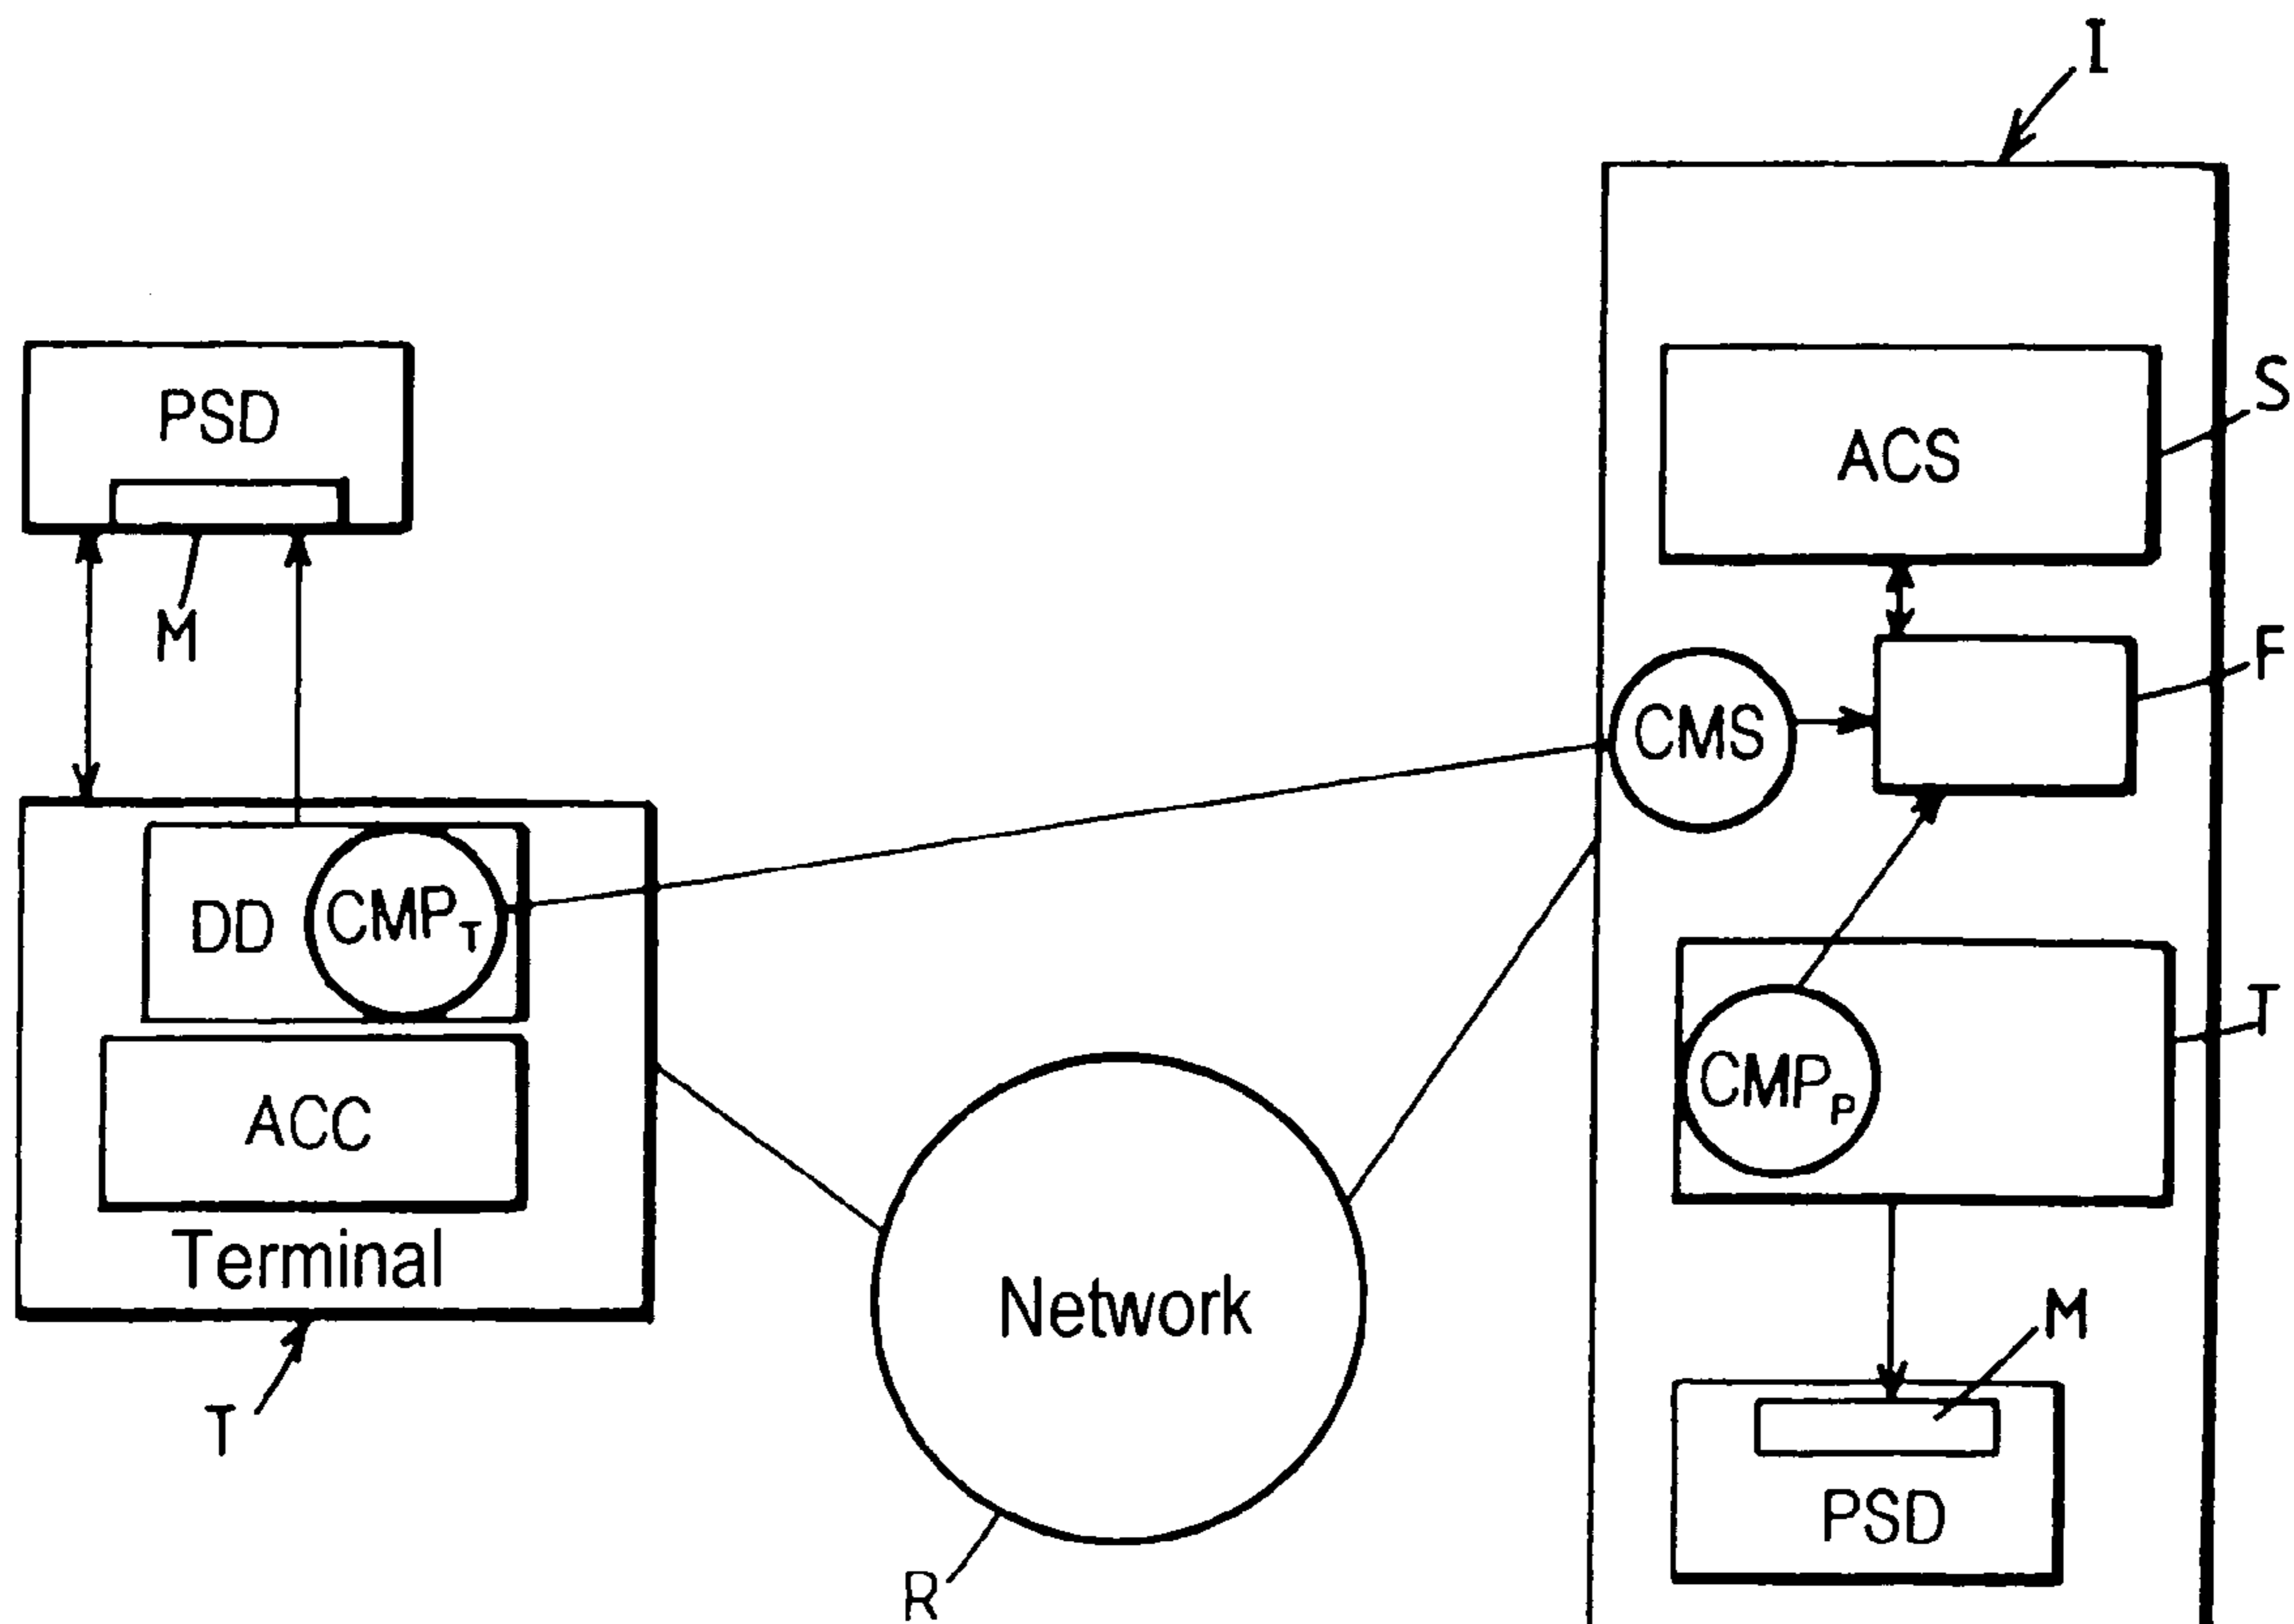 I
PSD
M
ACS
S
CMS
F
DD
CMP_T
ACC
Terminal
T
Network
R
CMP_P
T
M
PSD